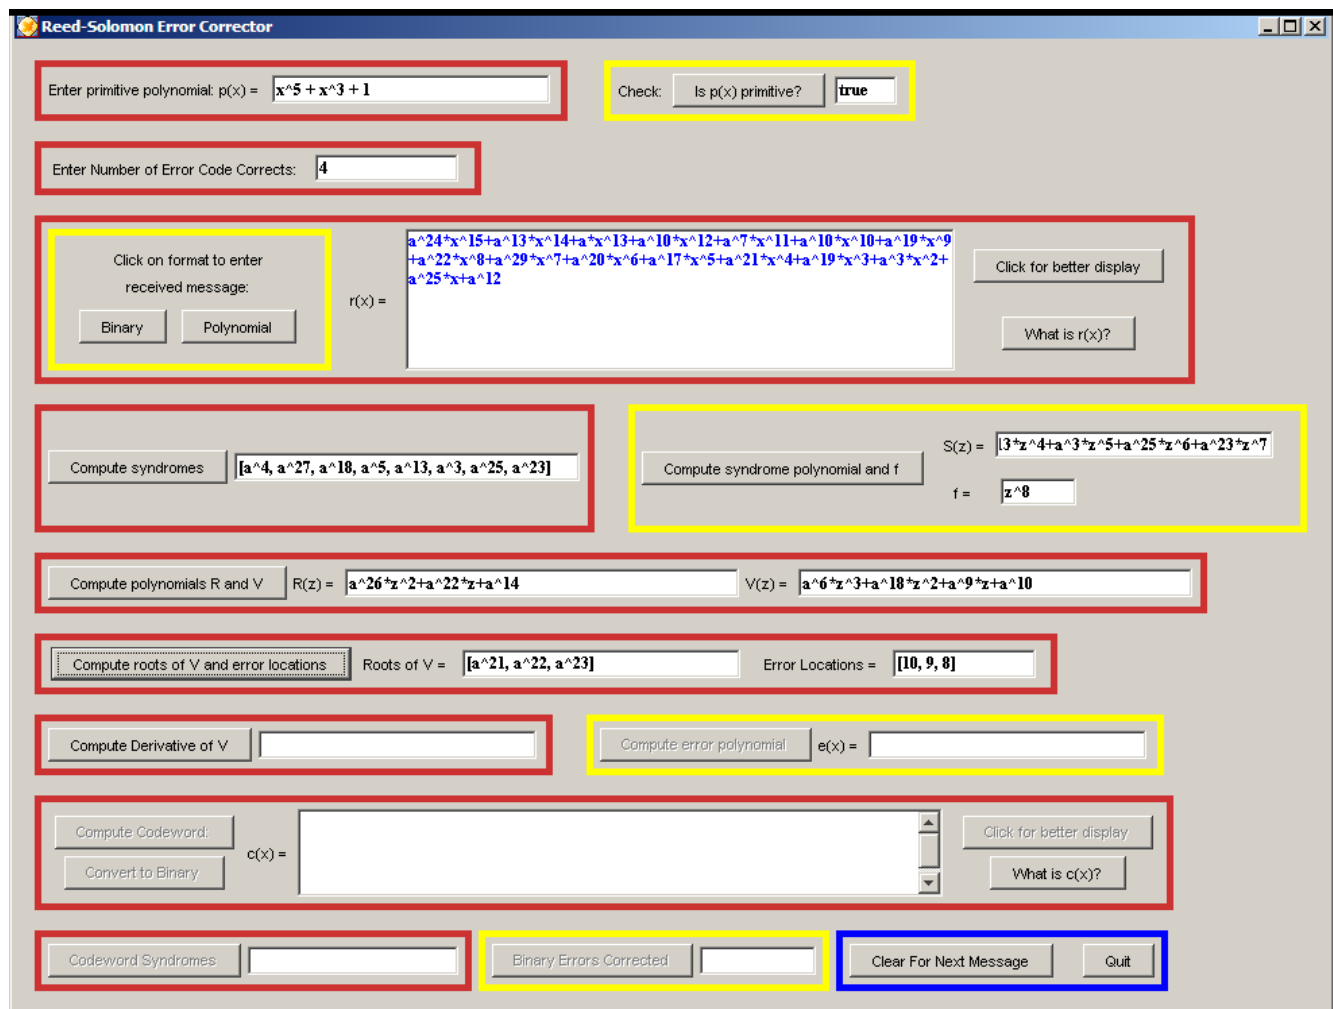 Reed-Solomon Error Corrector
Enter primitive polynomial: p(x) = x^5 + x^3 + 1
Check: Is p(x) primitive? true
Enter Number of Error Code Corrects: 4
Click on format to enter
received message:
Binary Polynomial
r(x) =
a^24*x^15+a^13*x^14+a*x^13+a^10*x^12+a^7*x^11+a^10*x^10+a^19*x^9
+a^22*x^8+a^29*x^7+a^20*x^6+a^17*x^5+a^21*x^4+a^19*x^3+a^3*x^2+
a^25*x+a^12
Click for better display
What is r(x)?
Compute syndromes [a^4, a^27, a^18, a^5, a^13, a^3, a^25, a^23]
Compute syndrome polynomial and f
S(z) = 13*z^4+a^3*z^5+a^25*z^6+a^23*z^7
f = z^8
Compute polynomials R and V R(z) = a^26*z^2+a^22*z+a^14 V(z) = a^6*z^3+a^18*z^2+a^9*z+a^10
Compute roots of V and error locations Roots of V = [a^21, a^22, a^23] Error Locations = [10, 9, 8]
Compute Derivative of V
Compute error polynomial e(x) =
Compute Codeword:
Convert to Binary
c(x) =
Click for better display
What is c(x)?
Codeword Syndromes
Binary Errors Corrected
Clear For Next Message Quit